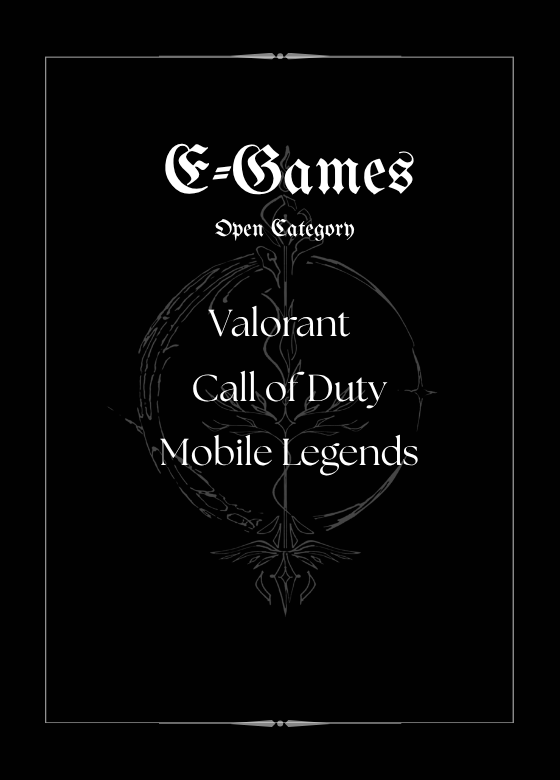 E-Games
Open Category
Valorant
Call of Duty
Mobile Legends